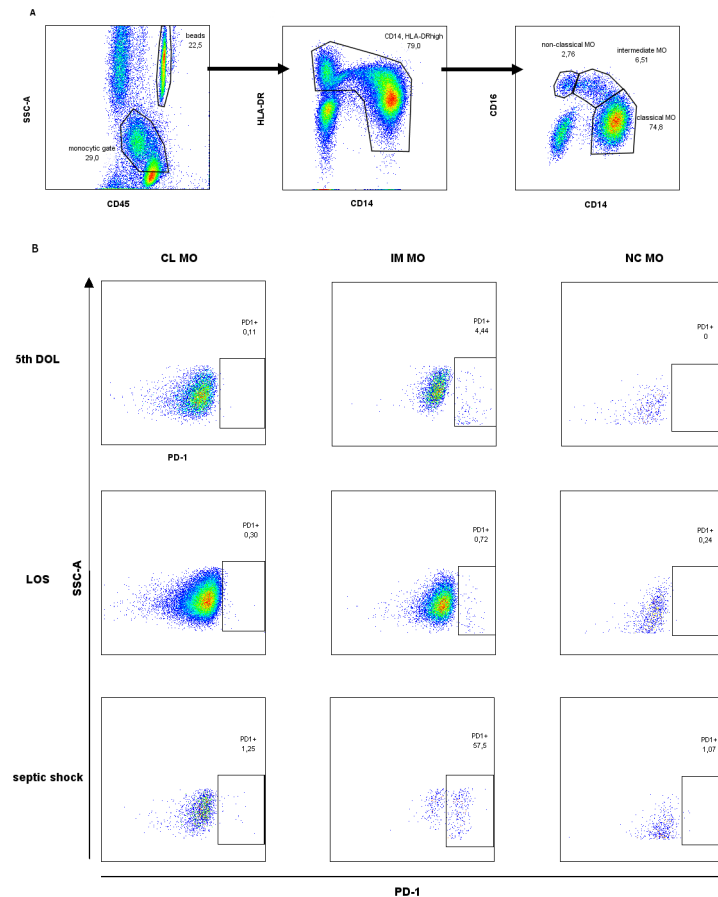 A
beads
22,5
monocytic gate
29,0
SSC-A
CD45
CD14, HLA-DRhigh
79,0
HLA-DR
CD14
non-classical MO
2,76
intermediate MO
6,51
classical MO
74,8
CD16
CD14
B
CL MO
IM MO
NC MO
5th DOL
PD1+
0,11
PD-1
PD1+
4,44
PD1+
0
LOS
SSC-A
PD1+
0,30
PD1+
0,72
PD1+
0,24
septic shock
PD1+
1,25
PD1+
57,5
PD1+
1,07
PD-1